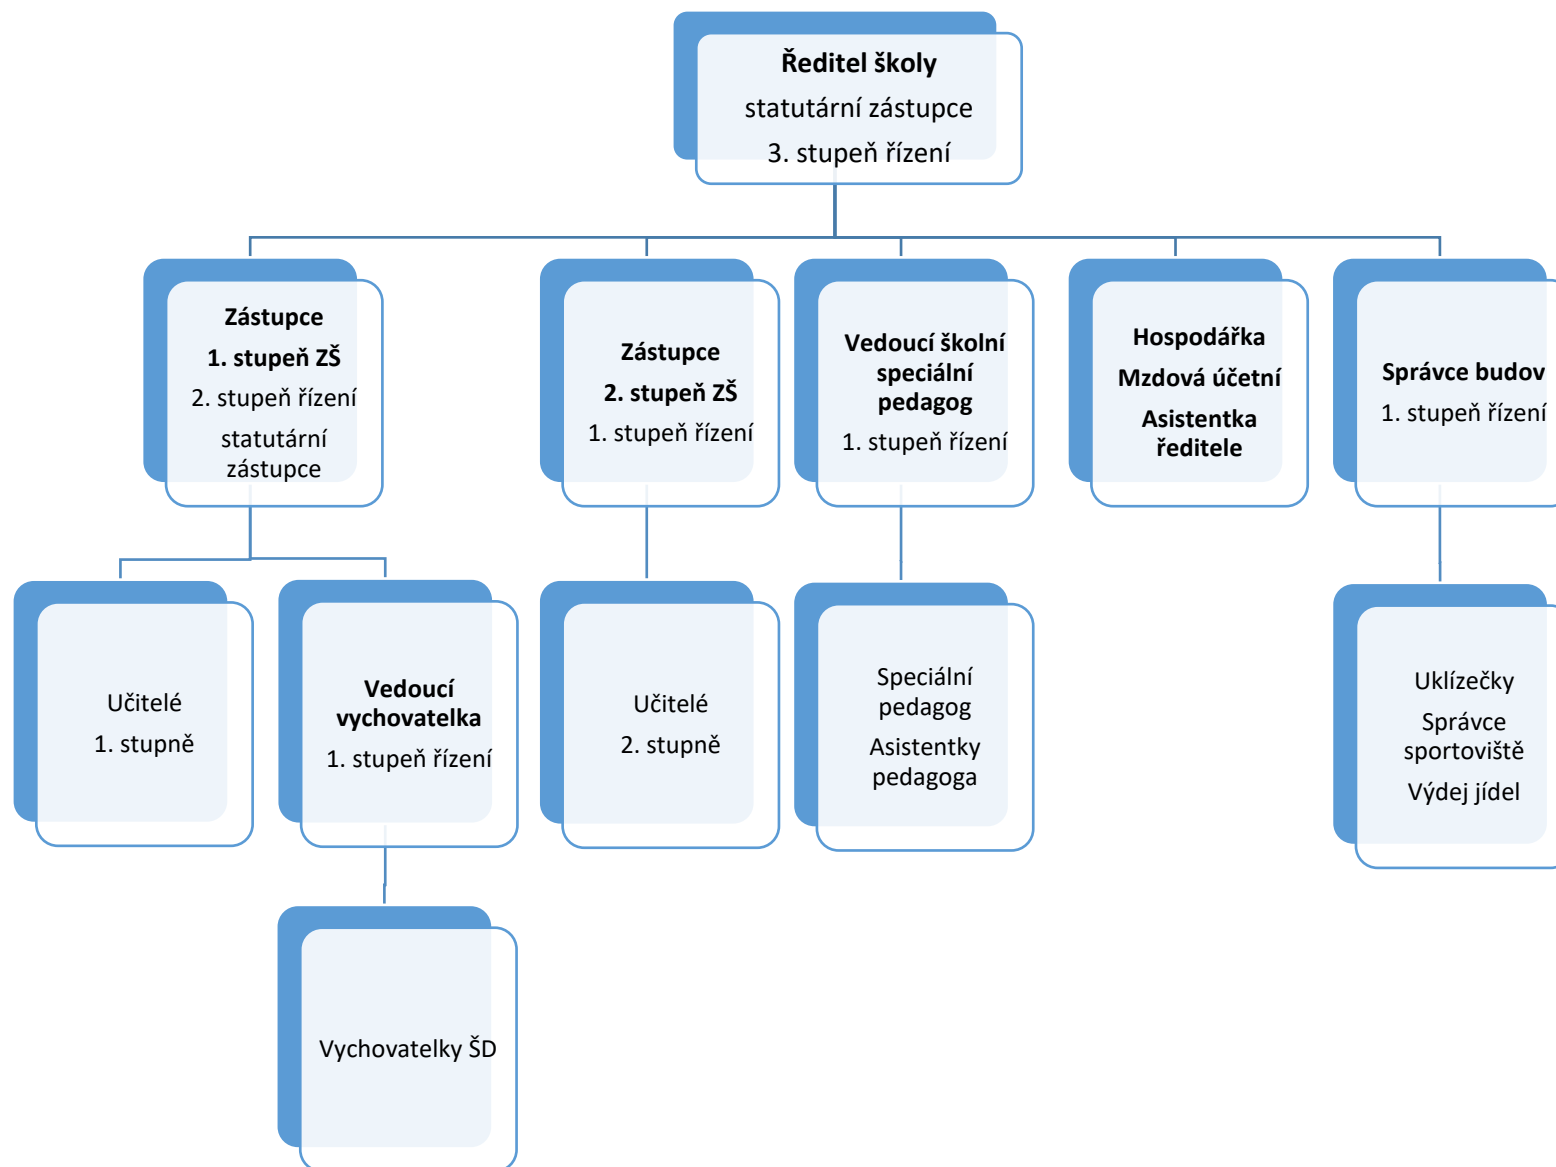 Ředitel školy
statutární zástupce
3. stupeň řízení
Zástupce
1. stupeň ZŠ
2. stupeň řízení
statutární
zástupce
Zástupce
2. stupeň ZŠ
1. stupeň řízení
Vedoucí školní
speciální
pedagog
1. stupeň řízení
Hospodářka
Mzdová účetní
Asistentka
ředitele
Správce budov
1. stupeň řízení
Učitelé
1. stupně
Vedoucí
vychovatelka
1. stupeň řízení
Učitelé
2. stupně
Speciální
pedagog
Asistentky
pedagoga
Uklízečky
Správce
sportoviště
Výdej jídel
Vychovatelky ŠD